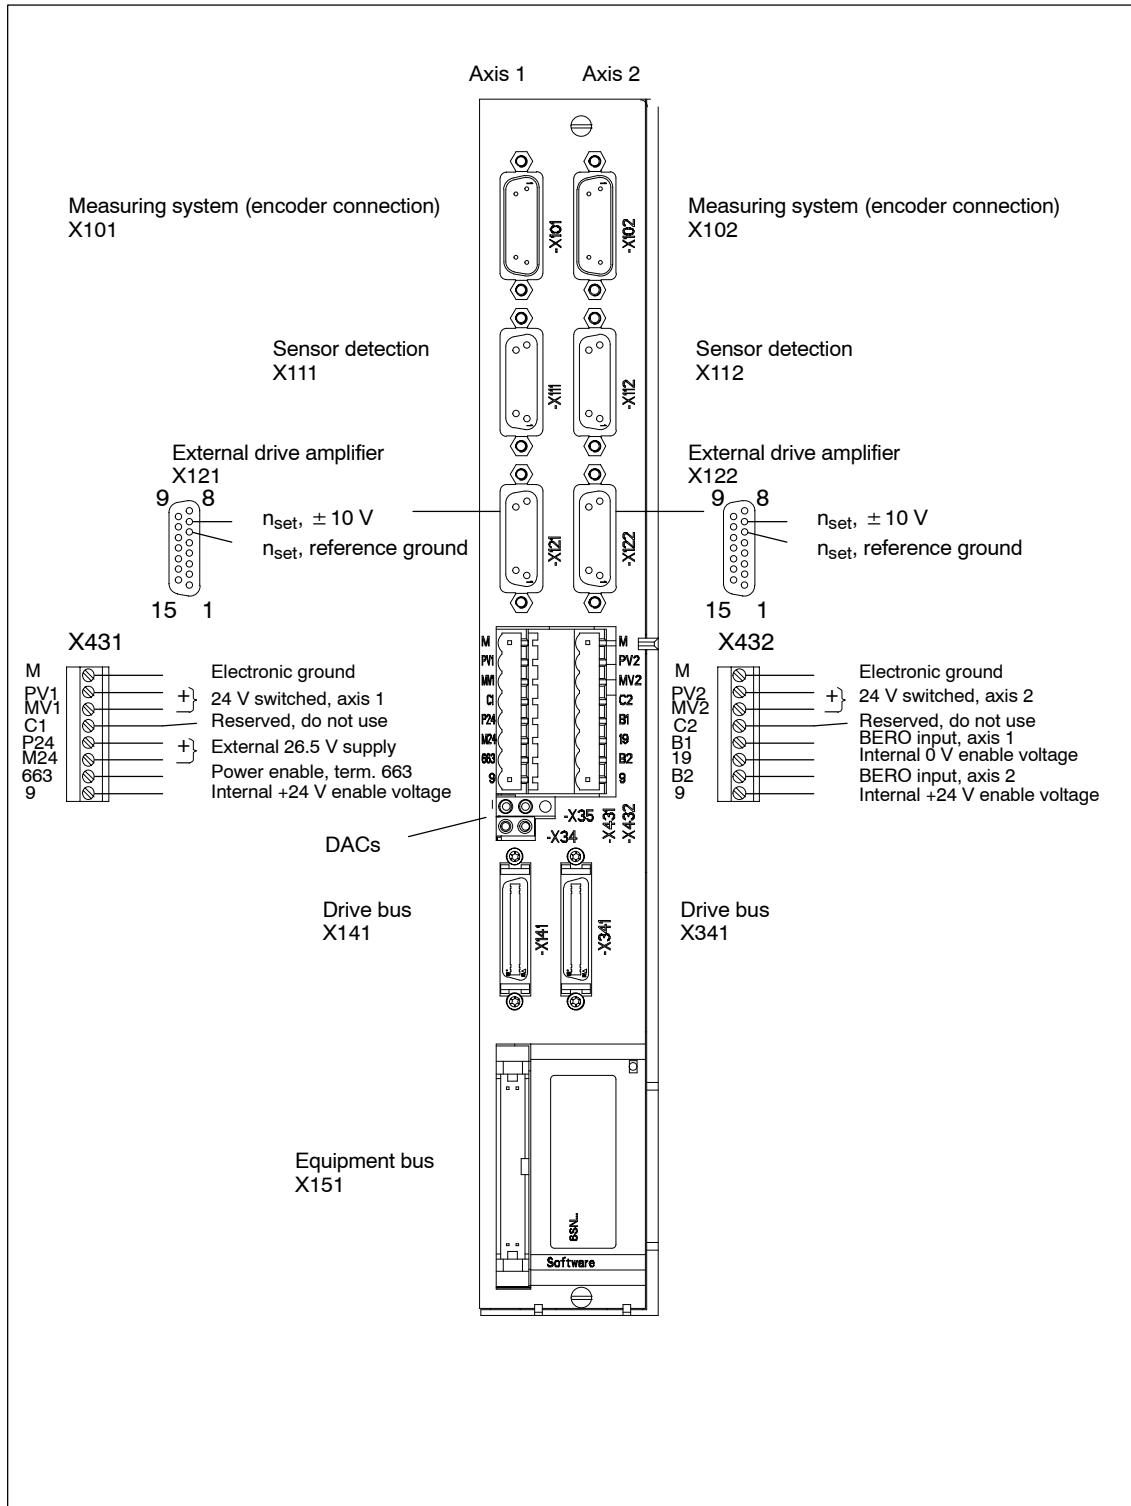 Axis 1 Axis 2
Measuring system (encoder connection)
X101
Measuring system (encoder connection)
X102
-X101
-X102
Sensor detection
X111
Sensor detection
X112
-X111
-X112
External drive amplifier
X121
9 8
nset, ± 10 V
nset, reference ground
15 1
External drive amplifier
X122
9 8
nset, ± 10 V
nset, reference ground
15 1
-X121
-X122
X431
M Electronic ground
PV1
MV1
+ 24 V switched, axis 1
C1 Reserved, do not use
P24
M24
+ External 26.5 V supply
663 Power enable, term. 663
9 Internal +24 V enable voltage
M
PV1
MV1
C1
P24
M24
663
9
M
PV2
MV2
C2
B1
19
B2
9
X432
M Electronic ground
PV2
MV2
+ 24 V switched, axis 2
C2 Reserved, do not use
B1 BERO input, axis 1
19 Internal 0 V enable voltage
B2 BERO input, axis 2
9 Internal +24 V enable voltage
-X35
-X34
-X431
-X432
DACs
Drive bus
X141
-X141
-X341
Drive bus
X341
Equipment bus
X151
6SN..
Software